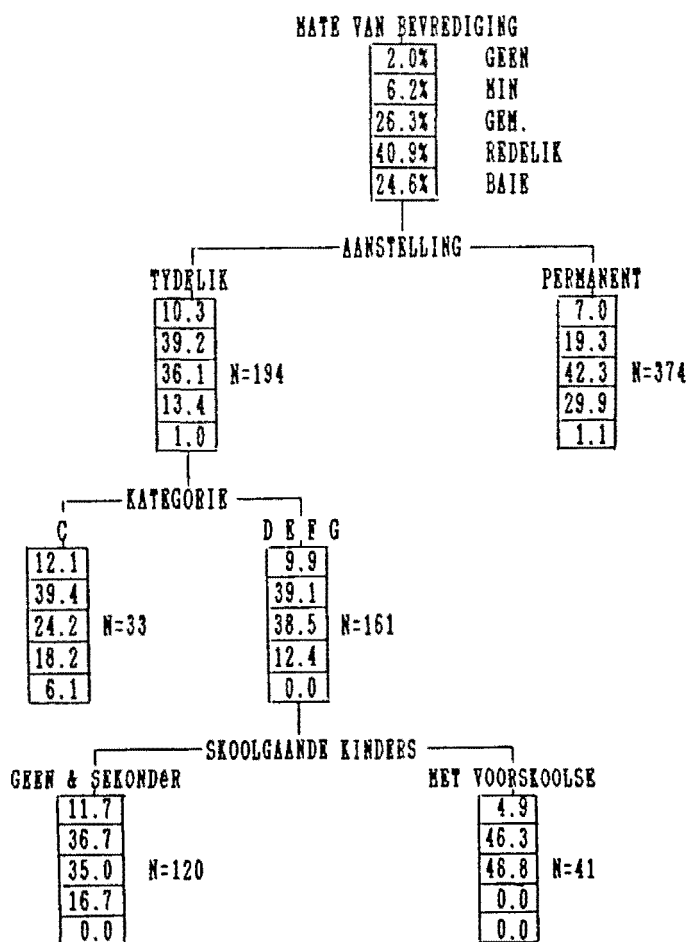 MATE VAN BEVREDIGING
2.0% GEEN
6.2% MIN
26.3% GEM.
40.9% REDELIK
24.6% BAIE
AANSTELLING
TYDELIK PERMANENT
10.3 7.0
39.2 19.3
36.1 N=194 42.3 N=374
13.4 29.9
1.0 1.1
KATEGORIE
C D E F G
12.1 9.9
39.4 39.1
24.2 N=33 38.5 N=161
18.2 12.4
6.1 0.0
SKOOLGAANDE KINDERS
GEEN & SEKONDêR MET VOORSKOOLSE
11.7 4.9
36.7 46.3
35.0 N=120 48.8 N=41
16.7 0.0
0.0 0.0